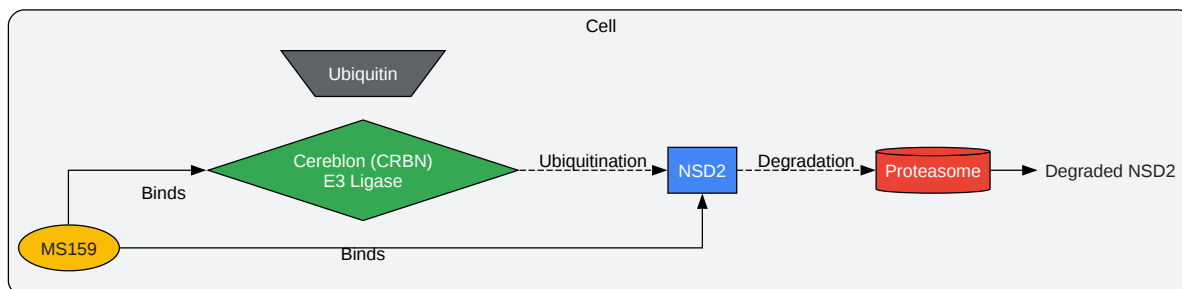 Cell
Ubiquitin
Cereblon (CRBN)
E3 Ligase
Ubiquitination
NSD2
Degradation
Proteasome
Degraded NSD2
Binds
MS159
Binds